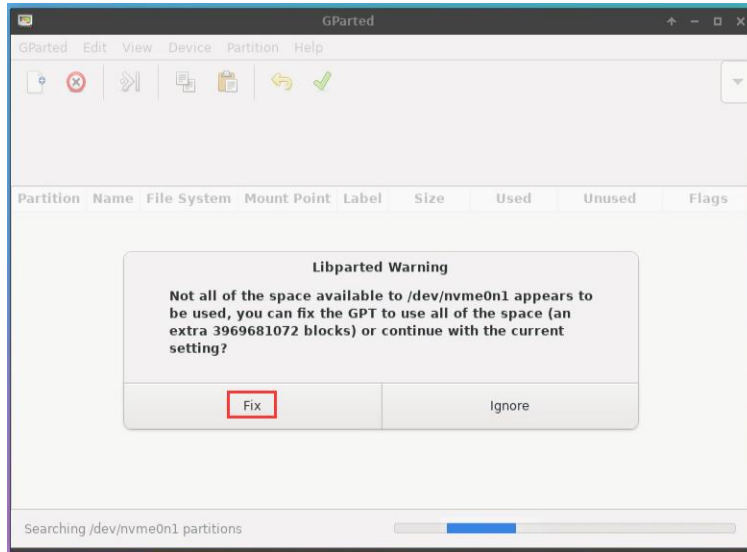 GParted
GParted Edit View Device Partition Help
Partition Name File System Mount Point Label Size Used Unused Flags
Libparted Warning
Not all of the space available to /dev/nvme0n1 appears to
be used, you can fix the GPT to use all of the space (an
extra 3969681072 blocks) or continue with the current
setting?
Fix Ignore
Searching /dev/nvme0n1 partitions